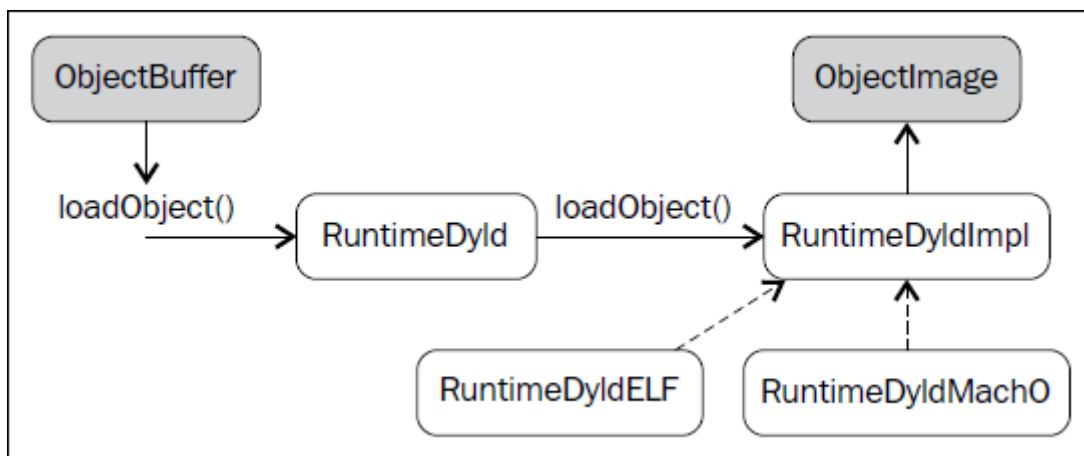 ObjectBuffer
ObjectImage
loadObject()
loadObject()
RuntimeDyld
RuntimeDyldImpl
RuntimeDyldELF
RuntimeDyldMachO